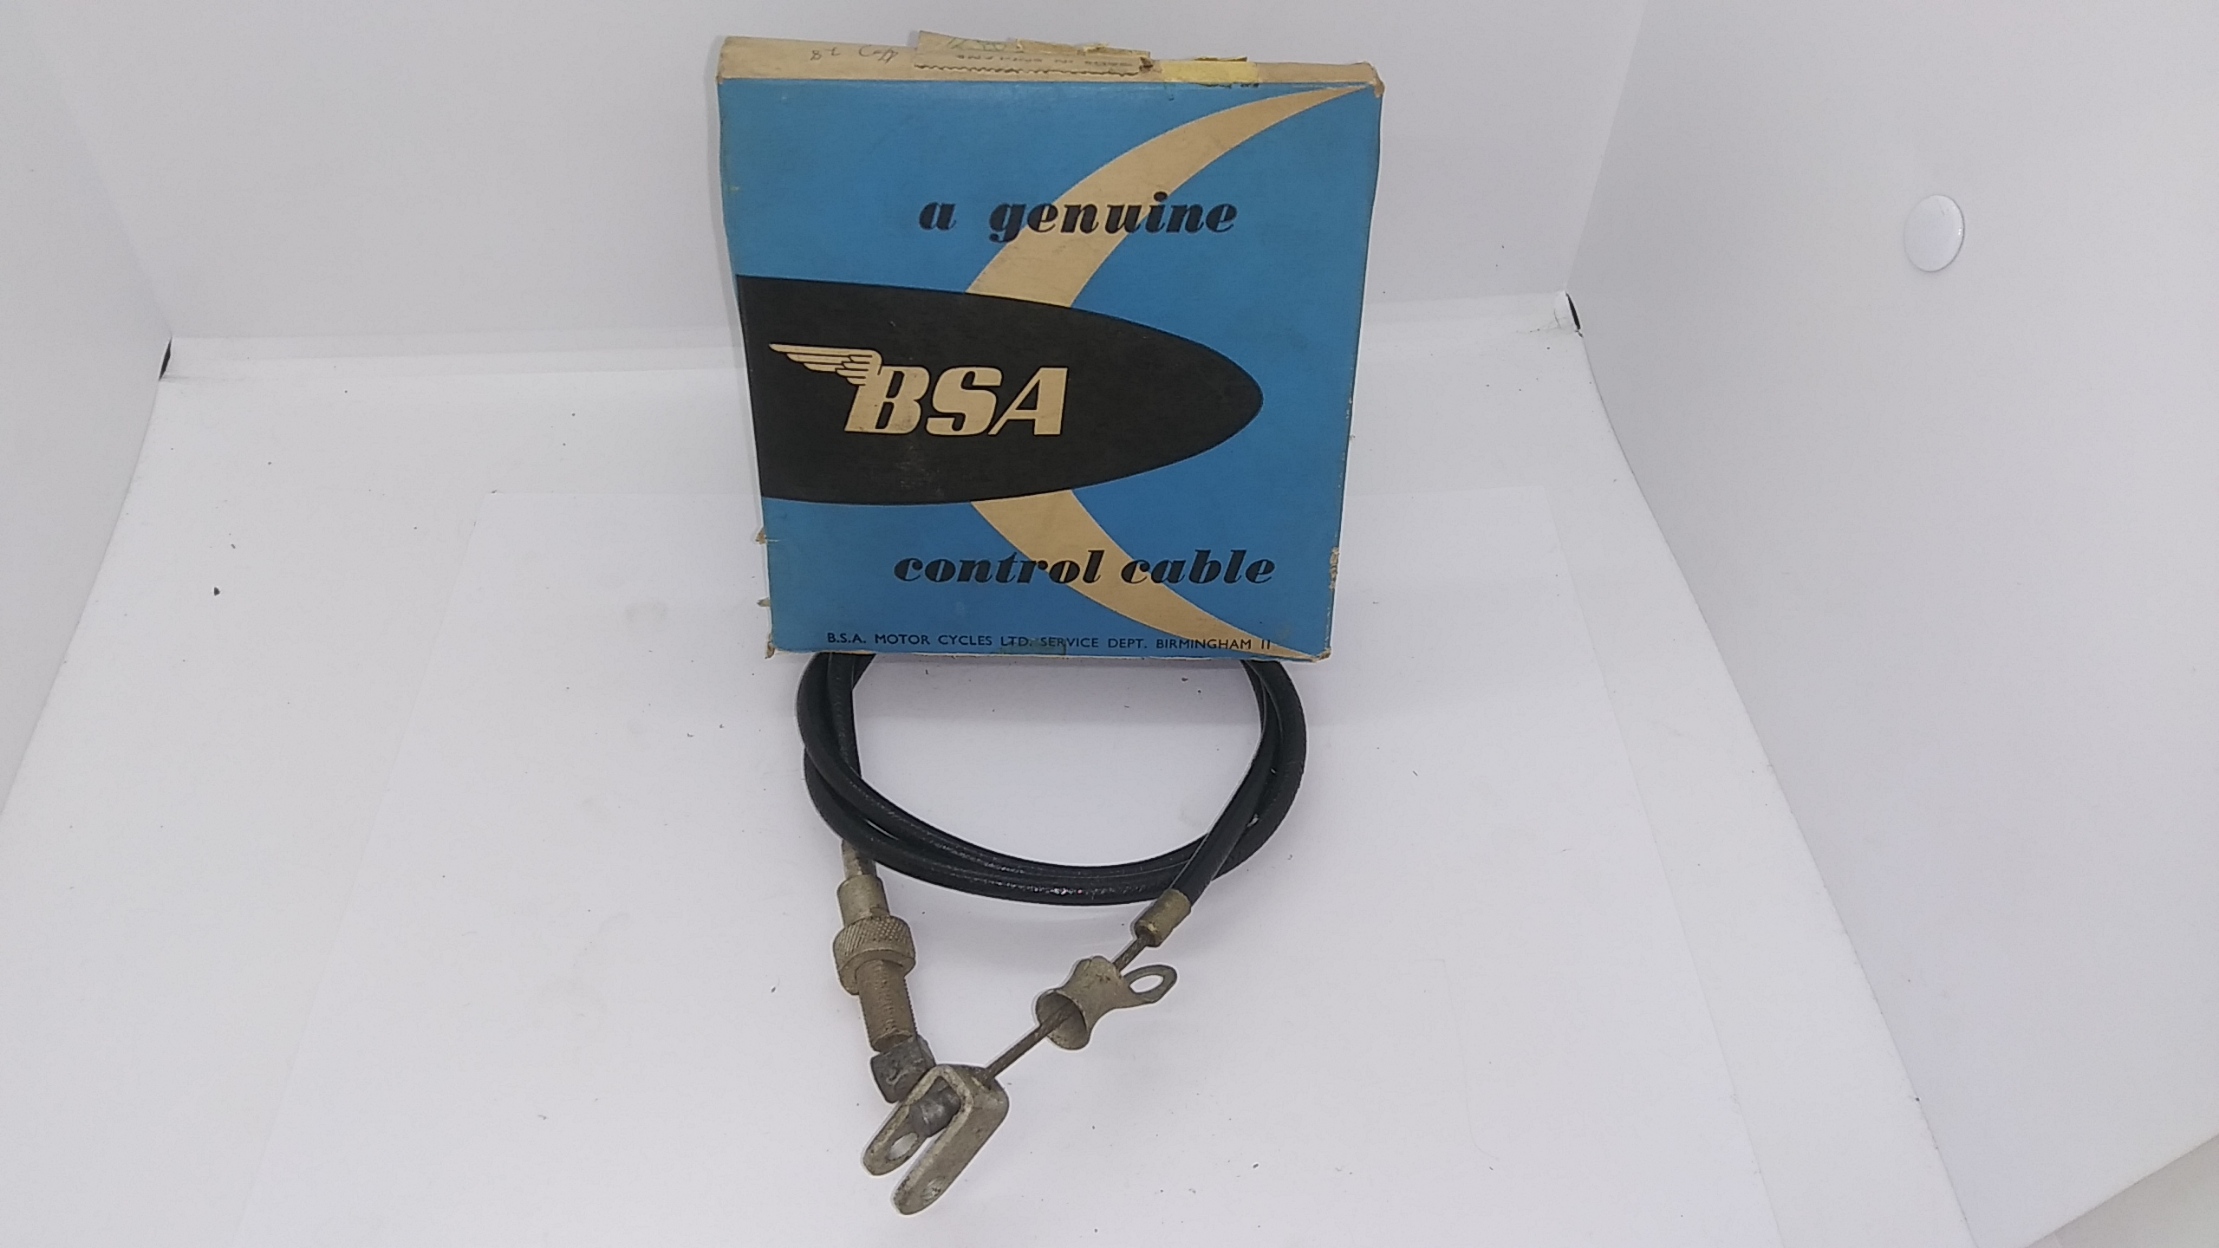 a genuine
BSA
control cable
B.S.A. MOTOR CYCLES LTD. SERVICE DEPT. BIRMINGHAM 11